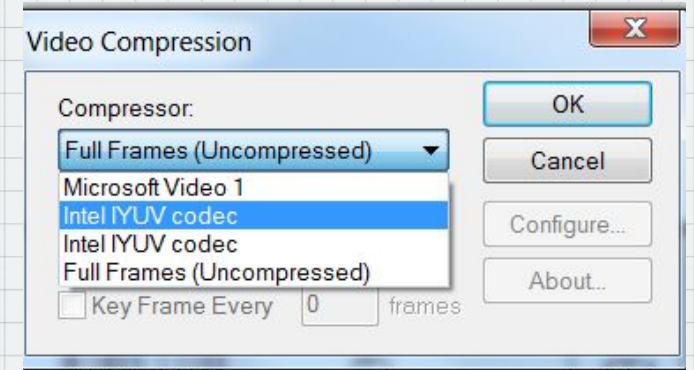 Video Compression
Compressor:
Full Frames (Uncompressed)
Microsoft Video 1
Intel IYUV codec
Intel IYUV codec
Full Frames (Uncompressed)
Key Frame Every 0 frames
OK
Cancel
Configure...
About...